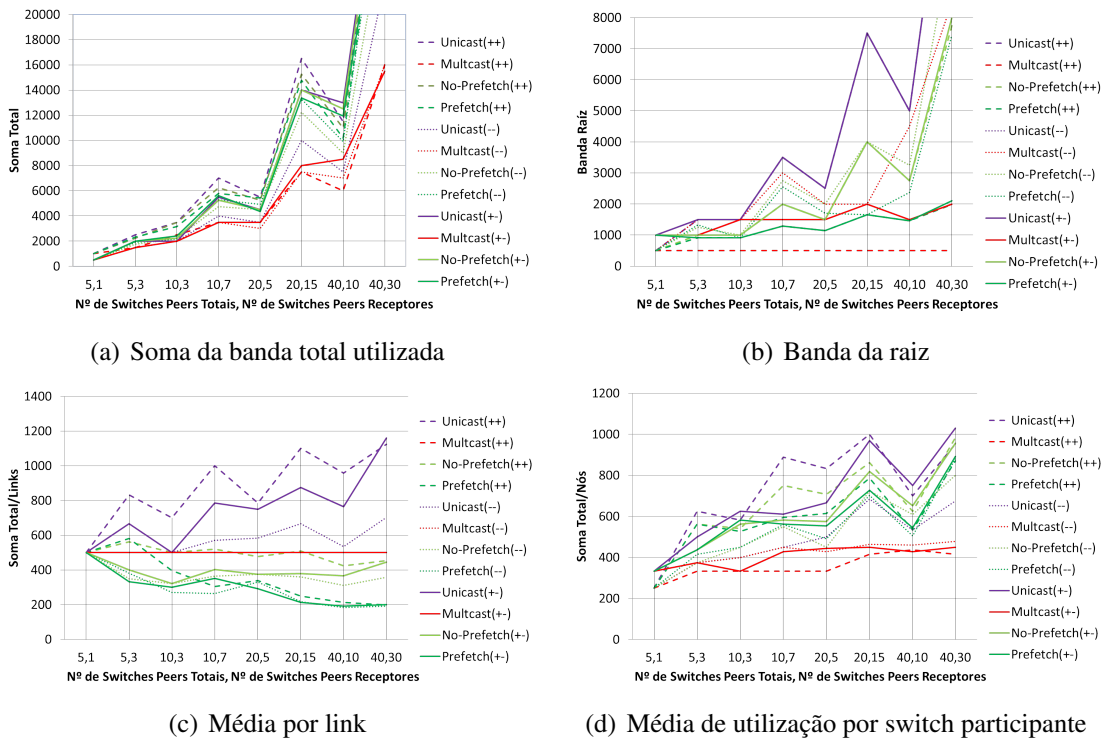 20000
18000
16000
14000
12000
10000
8000
6000
4000
2000
0
Soma Total
5,1 5,3 10,3 10,7 20,5 20,15 40,10 40,30
Nº de Switches Peers Totais, Nº de Switches Peers Receptores
Unicast(++)
Multcast(++)
No-Prefetch(++)
Prefetch(++)
Unicast(--)
Multcast(--)
No-Prefetch(--)
Prefetch(--)
Unicast(+-)
Multcast(+-)
No-Prefetch(+-)
Prefetch(+-)
(a) Soma da banda total utilizada
8000
7000
6000
5000
4000
3000
2000
1000
0
Banda Raíz
5,1 5,3 10,3 10,7 20,5 20,15 40,10 40,30
Nº de Switches Peers Totais, Nº de Switches Peers Receptores
Unicast(++)
Multcast(++)
No-Prefetch(++)
Prefetch(++)
Unicast(--)
Multcast(--)
No-Prefetch(--)
Prefetch(--)
Unicast(+-)
Multcast(+-)
No-Prefetch(+-)
Prefetch(+-)
(b) Banda da raiz
1400
1200
1000
800
600
400
200
0
Soma Total/Links
5,1 5,3 10,3 10,7 20,5 20,15 40,10 40,30
Nº de Switches Peers Totais, Nº de Switches Peers Receptores
Unicast(++)
Multcast(++)
No-Prefetch(++)
Prefetch(++)
Unicast(--)
Multcast(--)
No-Prefetch(--)
Prefetch(--)
Unicast(+-)
Multcast(+-)
No-Prefetch(+-)
Prefetch(+-)
(c) Média por link
1200
1000
800
600
400
200
0
Soma Total/Nós
5,1 5,3 10,3 10,7 20,5 20,15 40,10 40,30
Nº de Switches Peers Totais, Nº de Switches Peers Receptores
Unicast(++)
Multcast(++)
No-Prefetch(++)
Prefetch(++)
Unicast(--)
Multcast(--)
No-Prefetch(--)
Prefetch(--)
Unicast(+-)
Multcast(+-)
No-Prefetch(+-)
Prefetch(+-)
(d) Média de utilização por switch participante